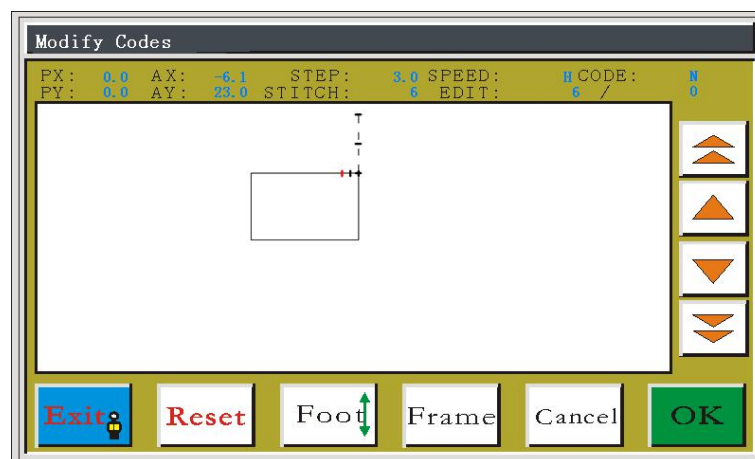 Modify Codes
PX: 0.0 AX: -6.1 STEP: 3.0 SPEED: H CODE: N
PY: 0.0 AY: 23.0 STITCH: 6 EDIT: 6 / 0
Exit Reset Foot Frame Cancel OK